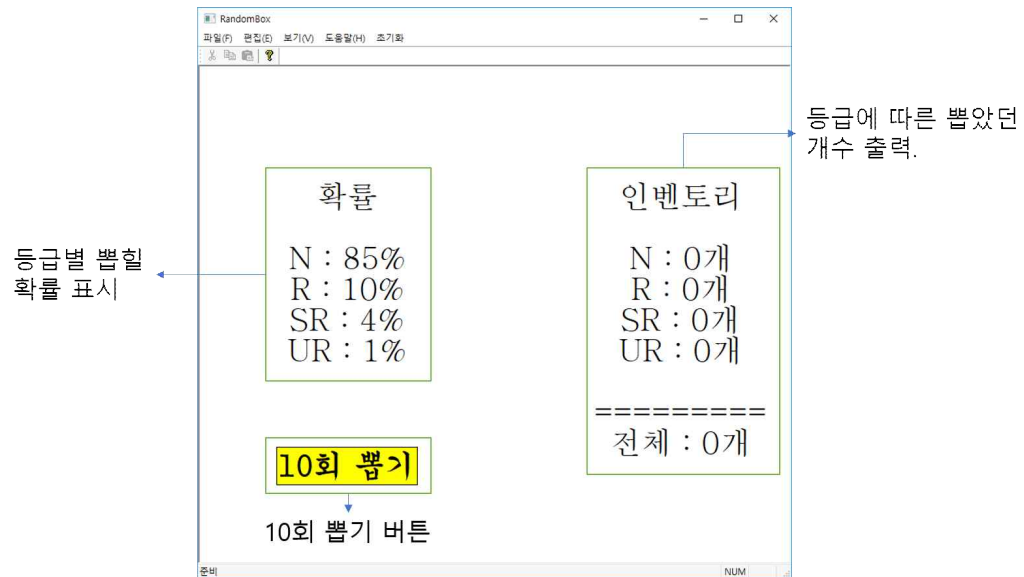 RandomBox
파일(F) 편집(E) 보기(V) 도움말(H) 초기화
등급에 따른 뽑았던
개수 출력.
확률
N : 85%
R : 10%
SR : 4%
UR : 1%
인벤토리
N : 0개
R : 0개
SR : 0개
UR : 0개
=========
전체 : 0개
등급별 뽑힐
확률 표시
10회 뽑기
10회 뽑기 버튼
준비
NUM